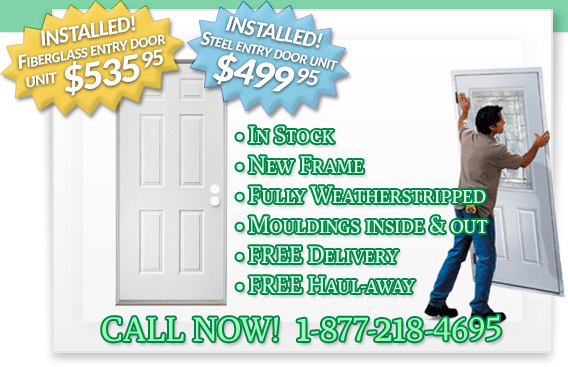 INSTALLED!
FIBERGLASS ENTRY DOOR
UNIT $535.95
INSTALLED!
STEEL ENTRY DOOR UNIT
$499.95
• IN STOCK
• NEW FRAME
• FULLY WEATHERSTRIPPED
• MOULDINGS INSIDE & OUT
• FREE DELIVERY
• FREE HAUL-AWAY
CALL NOW! 1-877-218-4695